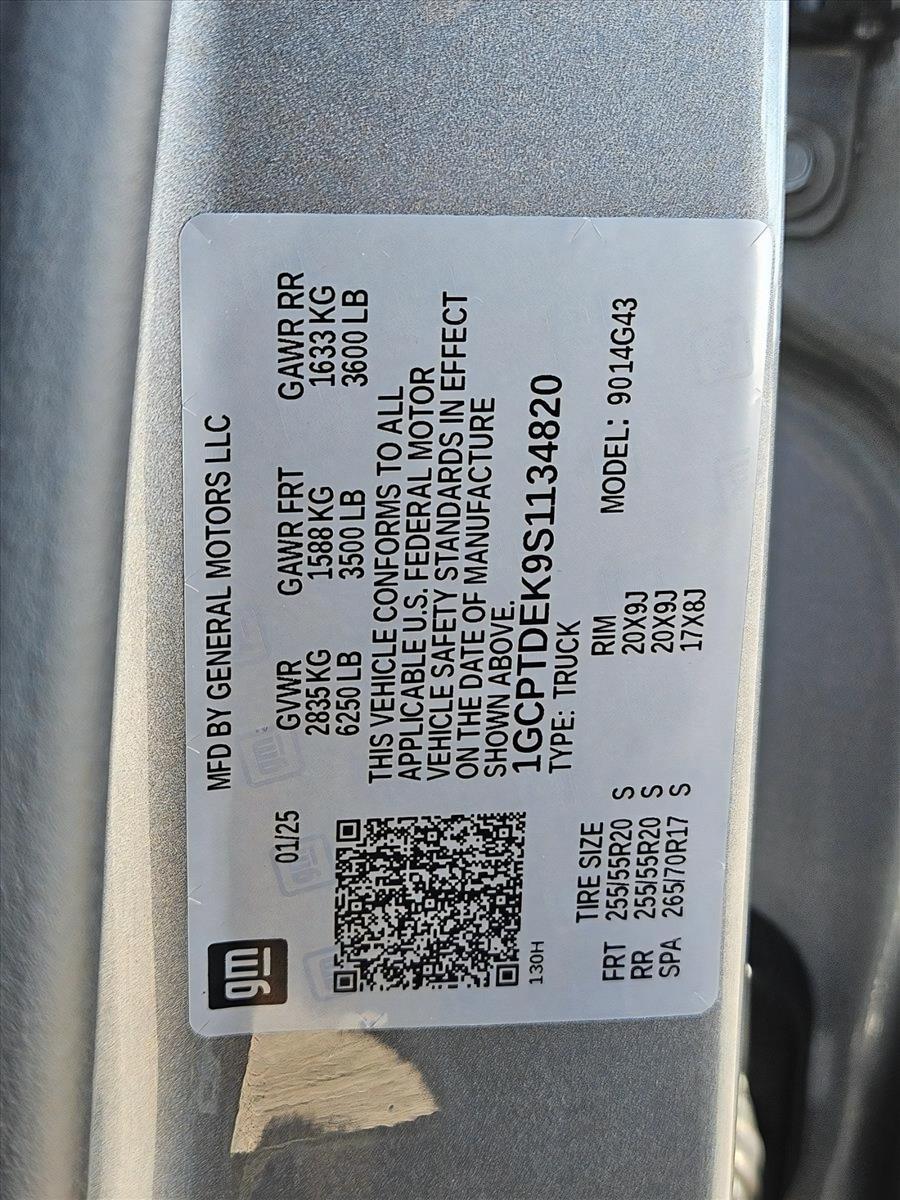 gm
01/25
MFD BY GENERAL MOTORS LLC
GVWR GAWR FRT GAWR RR
2835 KG 1588 KG 1633 KG
6250 LB 3500 LB 3600 LB
THIS VEHICLE CONFORMS TO ALL
APPLICABLE U.S. FEDERAL MOTOR
VEHICLE SAFETY STANDARDS IN EFFECT
ON THE DATE OF MANUFACTURE
SHOWN ABOVE.
1GCPTDEK9S1134820
TYPE: TRUCK
130H
TIRE SIZE RIM MODEL: 9014G43
FRT 255/55R20 S 20X9J
RR 255/55R20 S 20X9J
SPA 265/70R17 S 17X8J